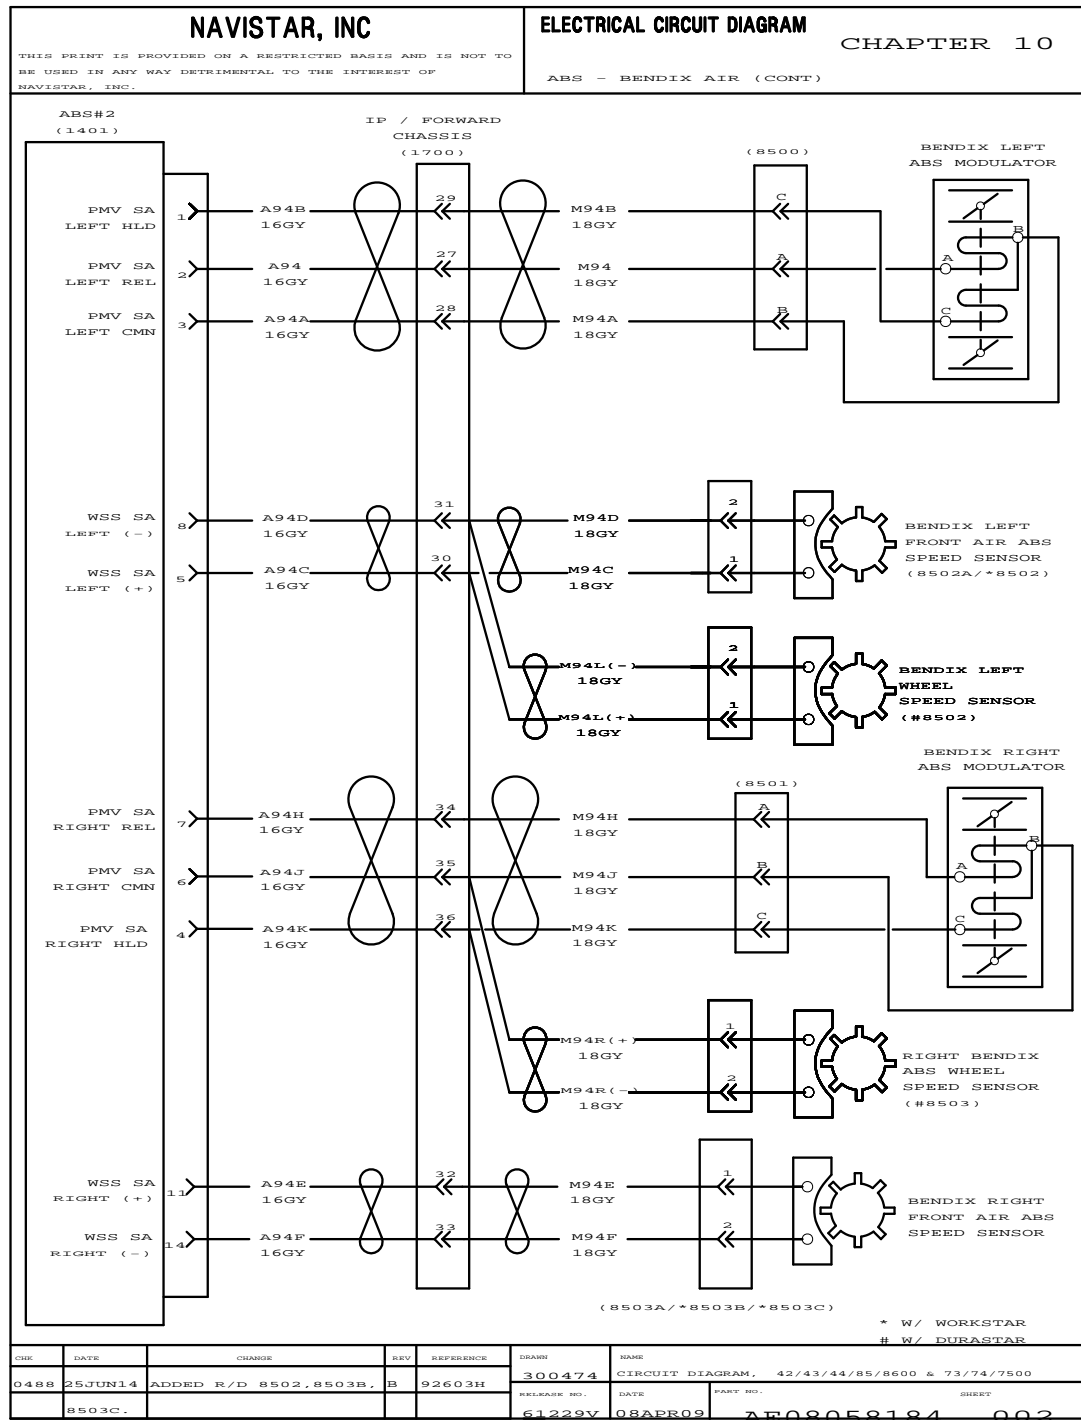 NAVISTAR, INC
THIS PRINT IS PROVIDED ON A RESTRICTED BASIS AND IS NOT TO
BE USED IN ANY WAY DETRIMENTAL TO THE INTEREST OF
NAVISTAR, INC.
ELECTRICAL CIRCUIT DIAGRAM
CHAPTER 10
ABS - BENDIX AIR (CONT)
ABS#2
(1401)
IP / FORWARD
CHASSIS
(1700)
(8500)
BENDIX LEFT
ABS MODULATOR
PMV SA
LEFT HLD
1
A94B
16GY
29
M94B
18GY
C
B
PMV SA
LEFT REL
2
A94
16GY
27
M94
18GY
A
A
PMV SA
LEFT CMN
3
A94A
16GY
28
M94A
18GY
B
C
WSS SA
LEFT (-)
8
A94D
16GY
31
M94D
18GY
2
BENDIX LEFT
FRONT AIR ABS
SPEED SENSOR
(8502A/*8502)
WSS SA
LEFT (+)
5
A94C
16GY
30
M94C
18GY
1
M94L(-)
18GY
2
M94L(+)
18GY
1
BENDIX LEFT
WHEEL
SPEED SENSOR
(#8502)
BENDIX RIGHT
ABS MODULATOR
(8501)
PMV SA
RIGHT REL
7
A94H
16GY
34
M94H
18GY
A
B
PMV SA
RIGHT CMN
6
A94J
16GY
35
M94J
18GY
B
A
PMV SA
RIGHT HLD
4
A94K
16GY
36
M94K
18GY
C
C
M94R(+)
18GY
1
M94R(-)
18GY
2
RIGHT BENDIX
ABS WHEEL
SPEED SENSOR
(#8503)
WSS SA
RIGHT (+)
11
A94E
16GY
32
M94E
18GY
1
WSS SA
RIGHT (-)
14
A94F
16GY
33
M94F
18GY
2
BENDIX RIGHT
FRONT AIR ABS
SPEED SENSOR
(8503A/*8503B/*8503C)
* W/ WORKSTAR
# W/ DURASTAR
CHK DATE CHANGE REV REFERENCE
0488 25JUN14 ADDED R/D 8502,8503B, B 92603H
8503C.
DRAWN
300474
NAME
CIRCUIT DIAGRAM, 42/43/44/85/8600 & 73/74/7500
RELEASE NO.
61229V
DATE
08APR09
PART NO.
AE08058184
SHEET
002